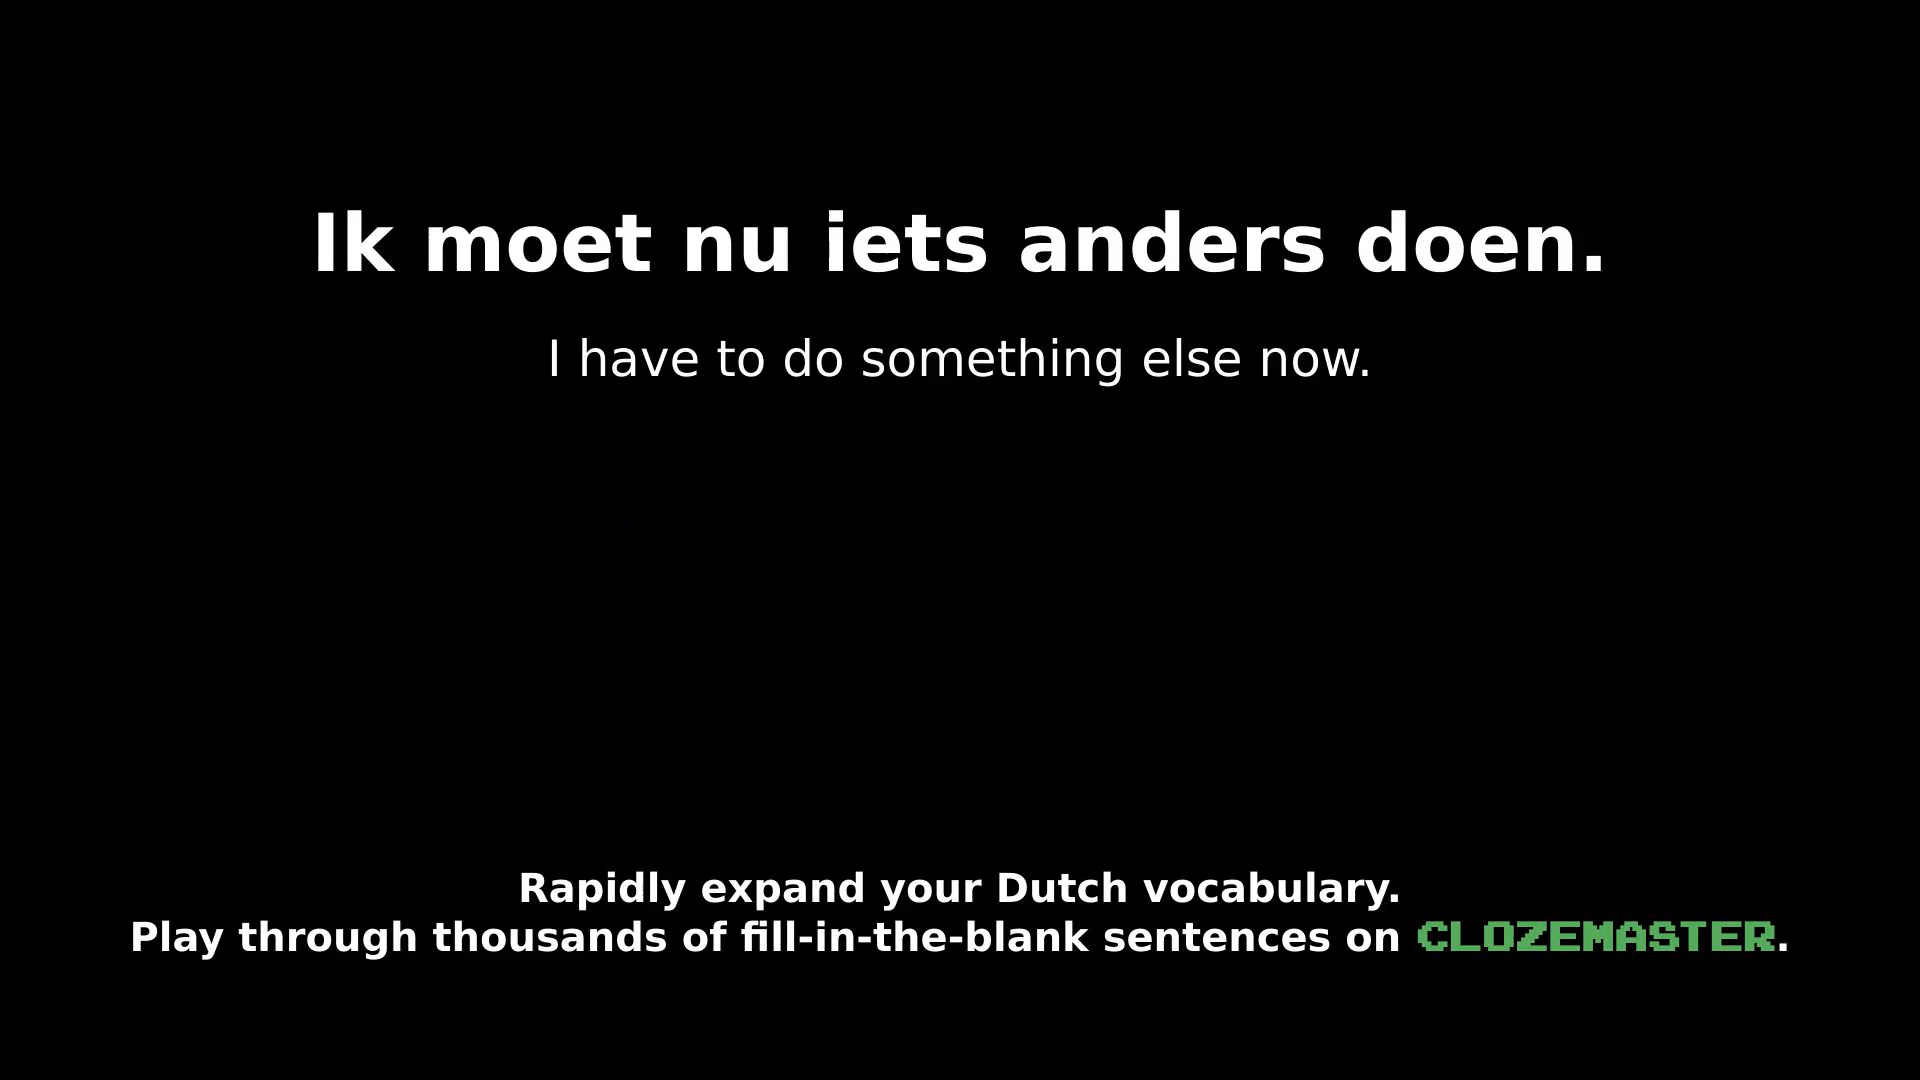 Ik moet nu iets anders doen.
I have to do something else now.
Rapidly expand your Dutch vocabulary.
Play through thousands of fill-in-the-blank sentences on CLOZEMASTER.